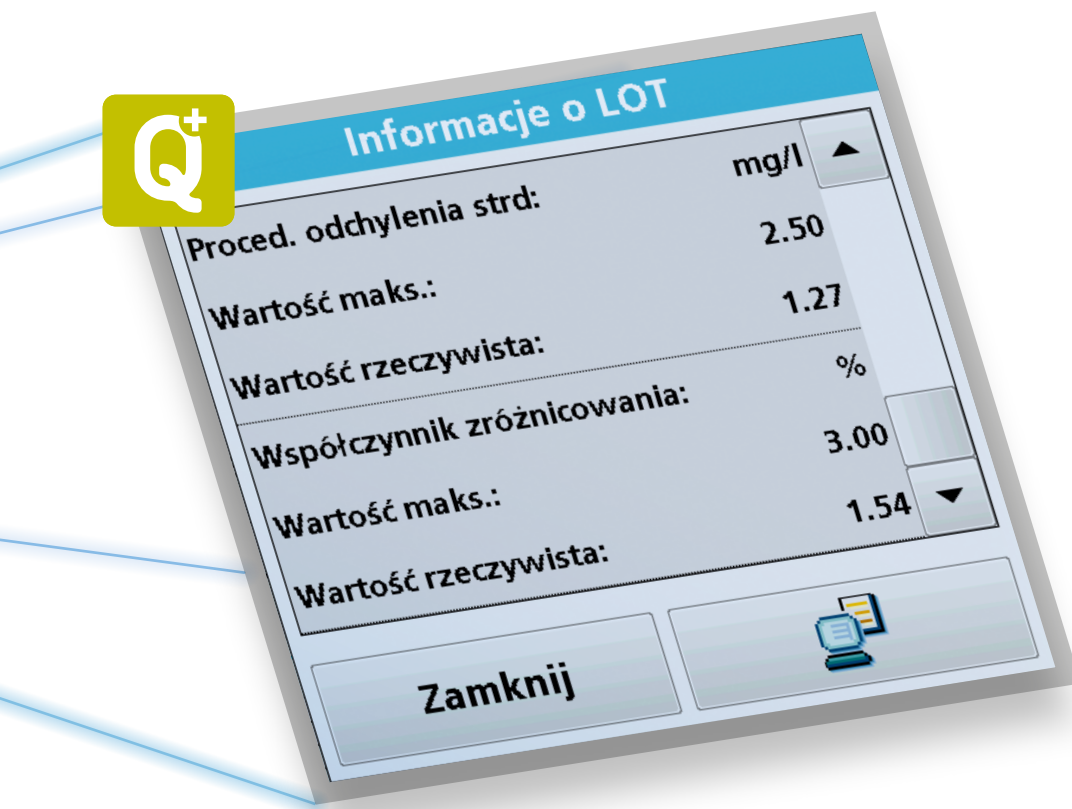 Q+
Informacje o LOT
Proced. odchylenia strd: mg/l
Wartość maks.: 2.50
Wartość rzeczywista: 1.27
Współczynnik zróżnicowania: %
Wartość maks.: 3.00
Wartość rzeczywista: 1.54
Zamknij